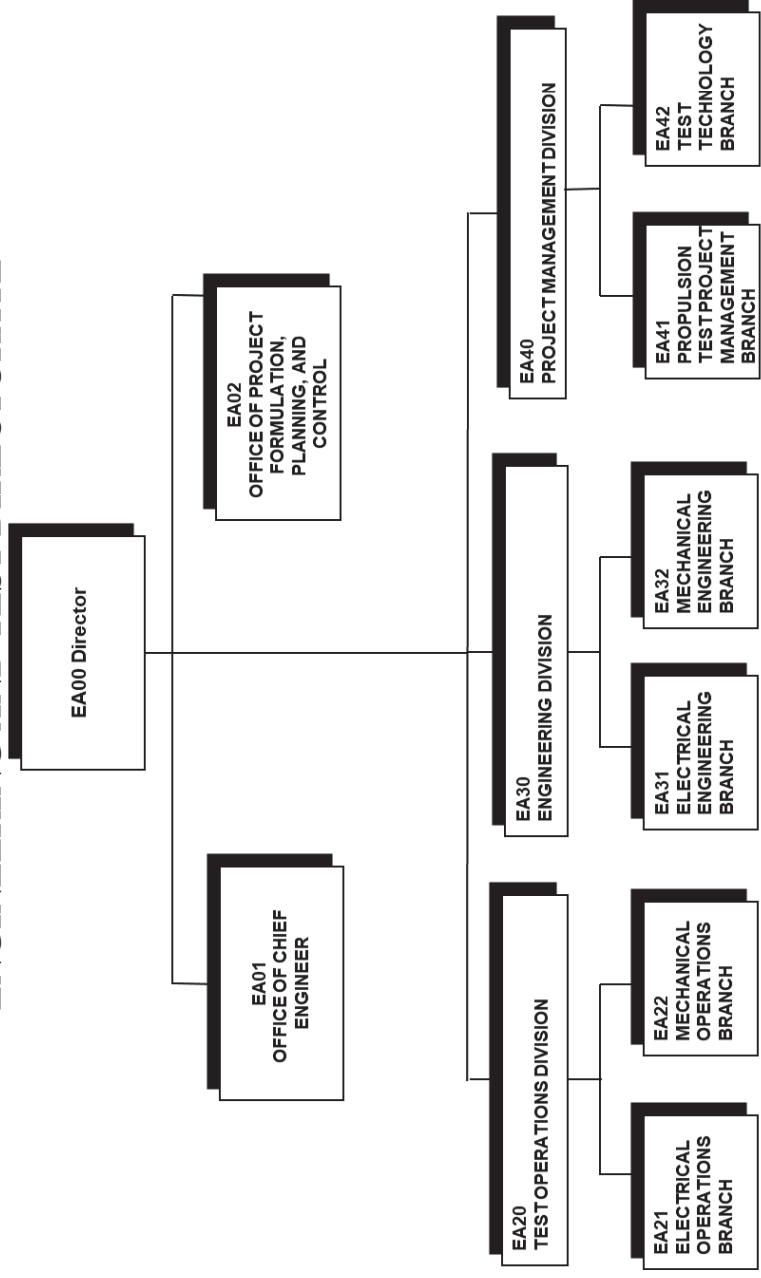 EA00 Director
EA01
OFFICE OF CHIEF
ENGINEER
EA02
OFFICE OF PROJECT
FORMULATION,
PLANNING, AND
CONTROL
EA20
TEST OPERATIONS DIVISION
EA30
ENGINEERING DIVISION
EA40
PROJECT MANAGEMENT DIVISION
EA21
ELECTRICAL
OPERATIONS
BRANCH
EA22
MECHANICAL
OPERATIONS
BRANCH
EA31
ELECTRICAL
ENGINEERING
BRANCH
EA32
MECHANICAL
ENGINEERING
BRANCH
EA41
PROPULSION
TEST PROJECT
MANAGEMENT
BRANCH
EA42
TEST
TECHNOLOGY
BRANCH